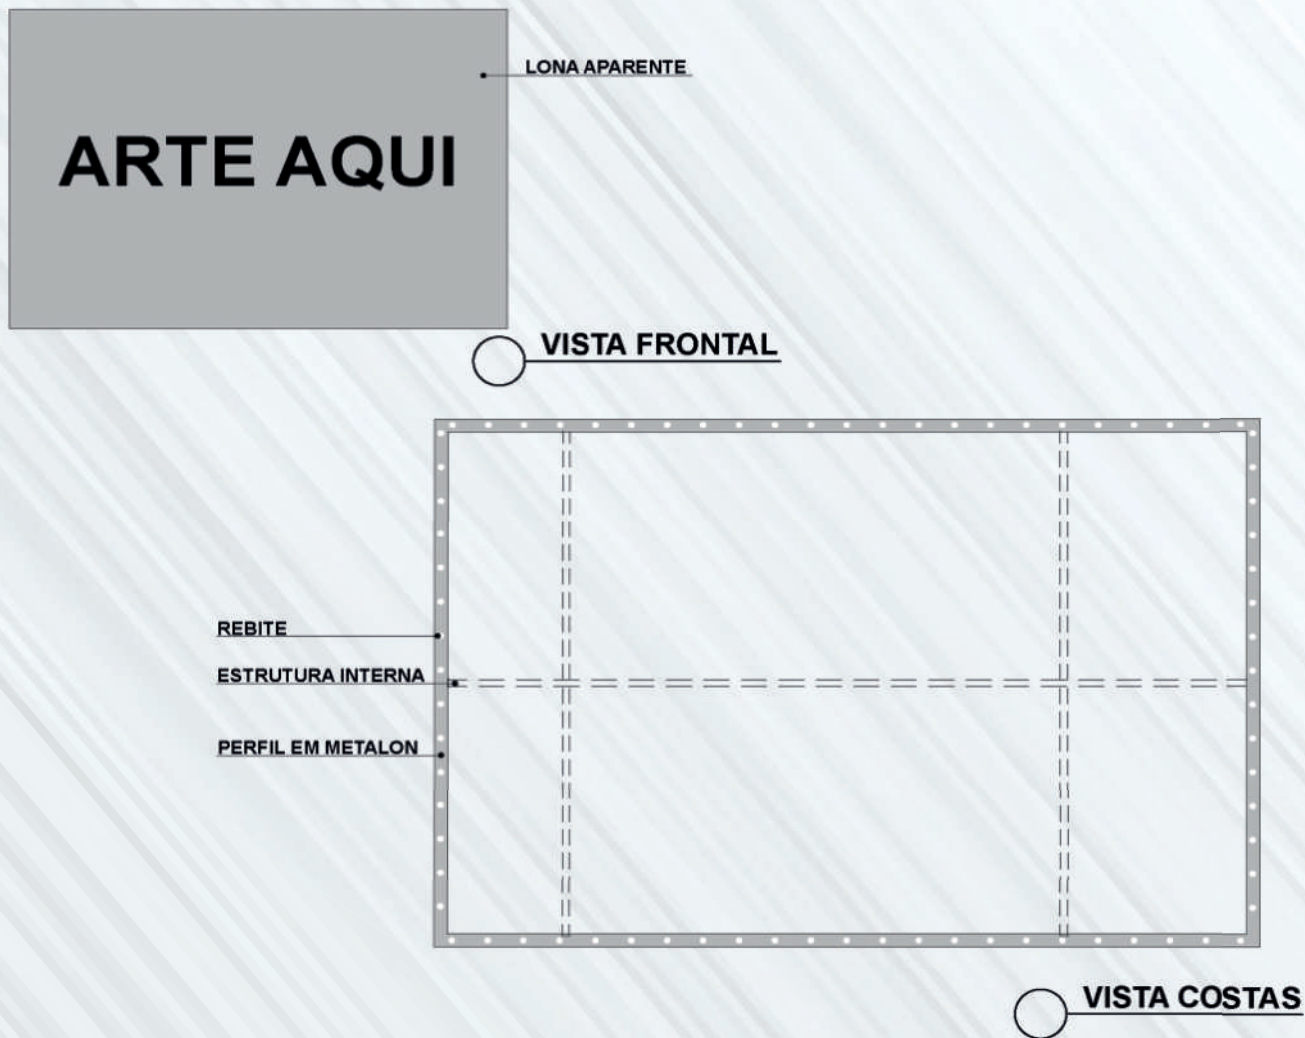 LONA APARENTE
ARTE AQUI
VISTA FRONTAL
REBITE
ESTRUTURA INTERNA
PERFIL EM METALON
VISTA COSTAS